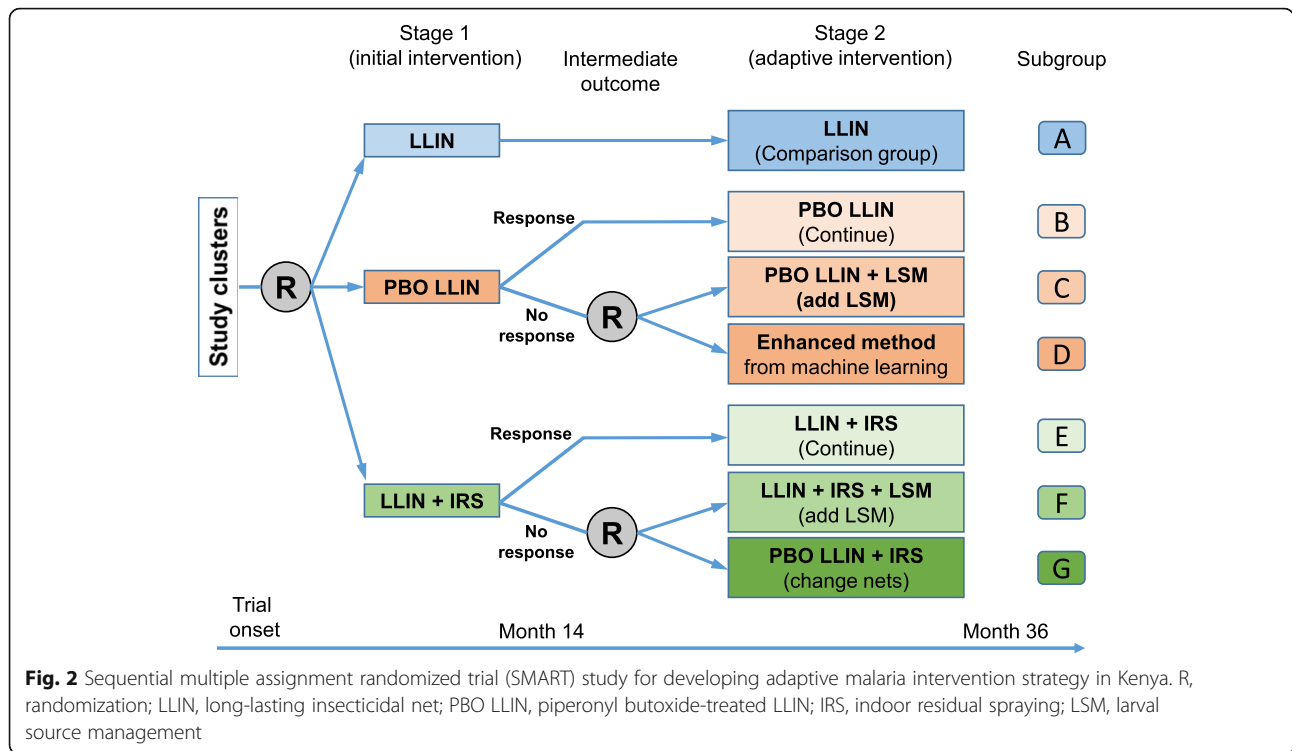 Stage 1
(initial intervention)
Intermediate
outcome
Stage 2
(adaptive intervention)
Subgroup
LLIN
LLIN
(Comparison group)
A
Study clusters
R
PBO LLIN
Response
PBO LLIN
(Continue)
B
No
response
R
PBO LLIN + LSM
(add LSM)
C
Enhanced method
from machine learning
D
LLIN + IRS
Response
LLIN + IRS
(Continue)
E
No
response
R
LLIN + IRS + LSM
(add LSM)
F
PBO LLIN + IRS
(change nets)
G
Trial
onset
Month 14
Month 36
Fig. 2 Sequential multiple assignment randomized trial (SMART) study for developing adaptive malaria intervention strategy in Kenya. R,
randomization; LLIN, long-lasting insecticidal net; PBO LLIN, piperonyl butoxide-treated LLIN; IRS, indoor residual spraying; LSM, larval
source management